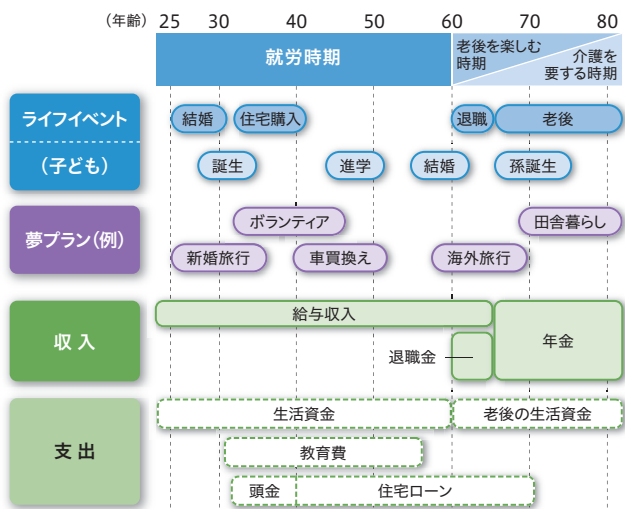 (年齢) 25 30 40 50 60 70 80
就労時期
老後を楽しむ
時期
介護を
要する時期
ライフイベント
結婚 住宅購入 退職 老後
(子ども)
誕生 進学 結婚 孫誕生
夢プラン(例)
ボランティア 田舎暮らし
新婚旅行 車買換え 海外旅行
収入
給与収入
退職金
年金
支出
生活資金 老後の生活資金
教育費
頭金 住宅ローン